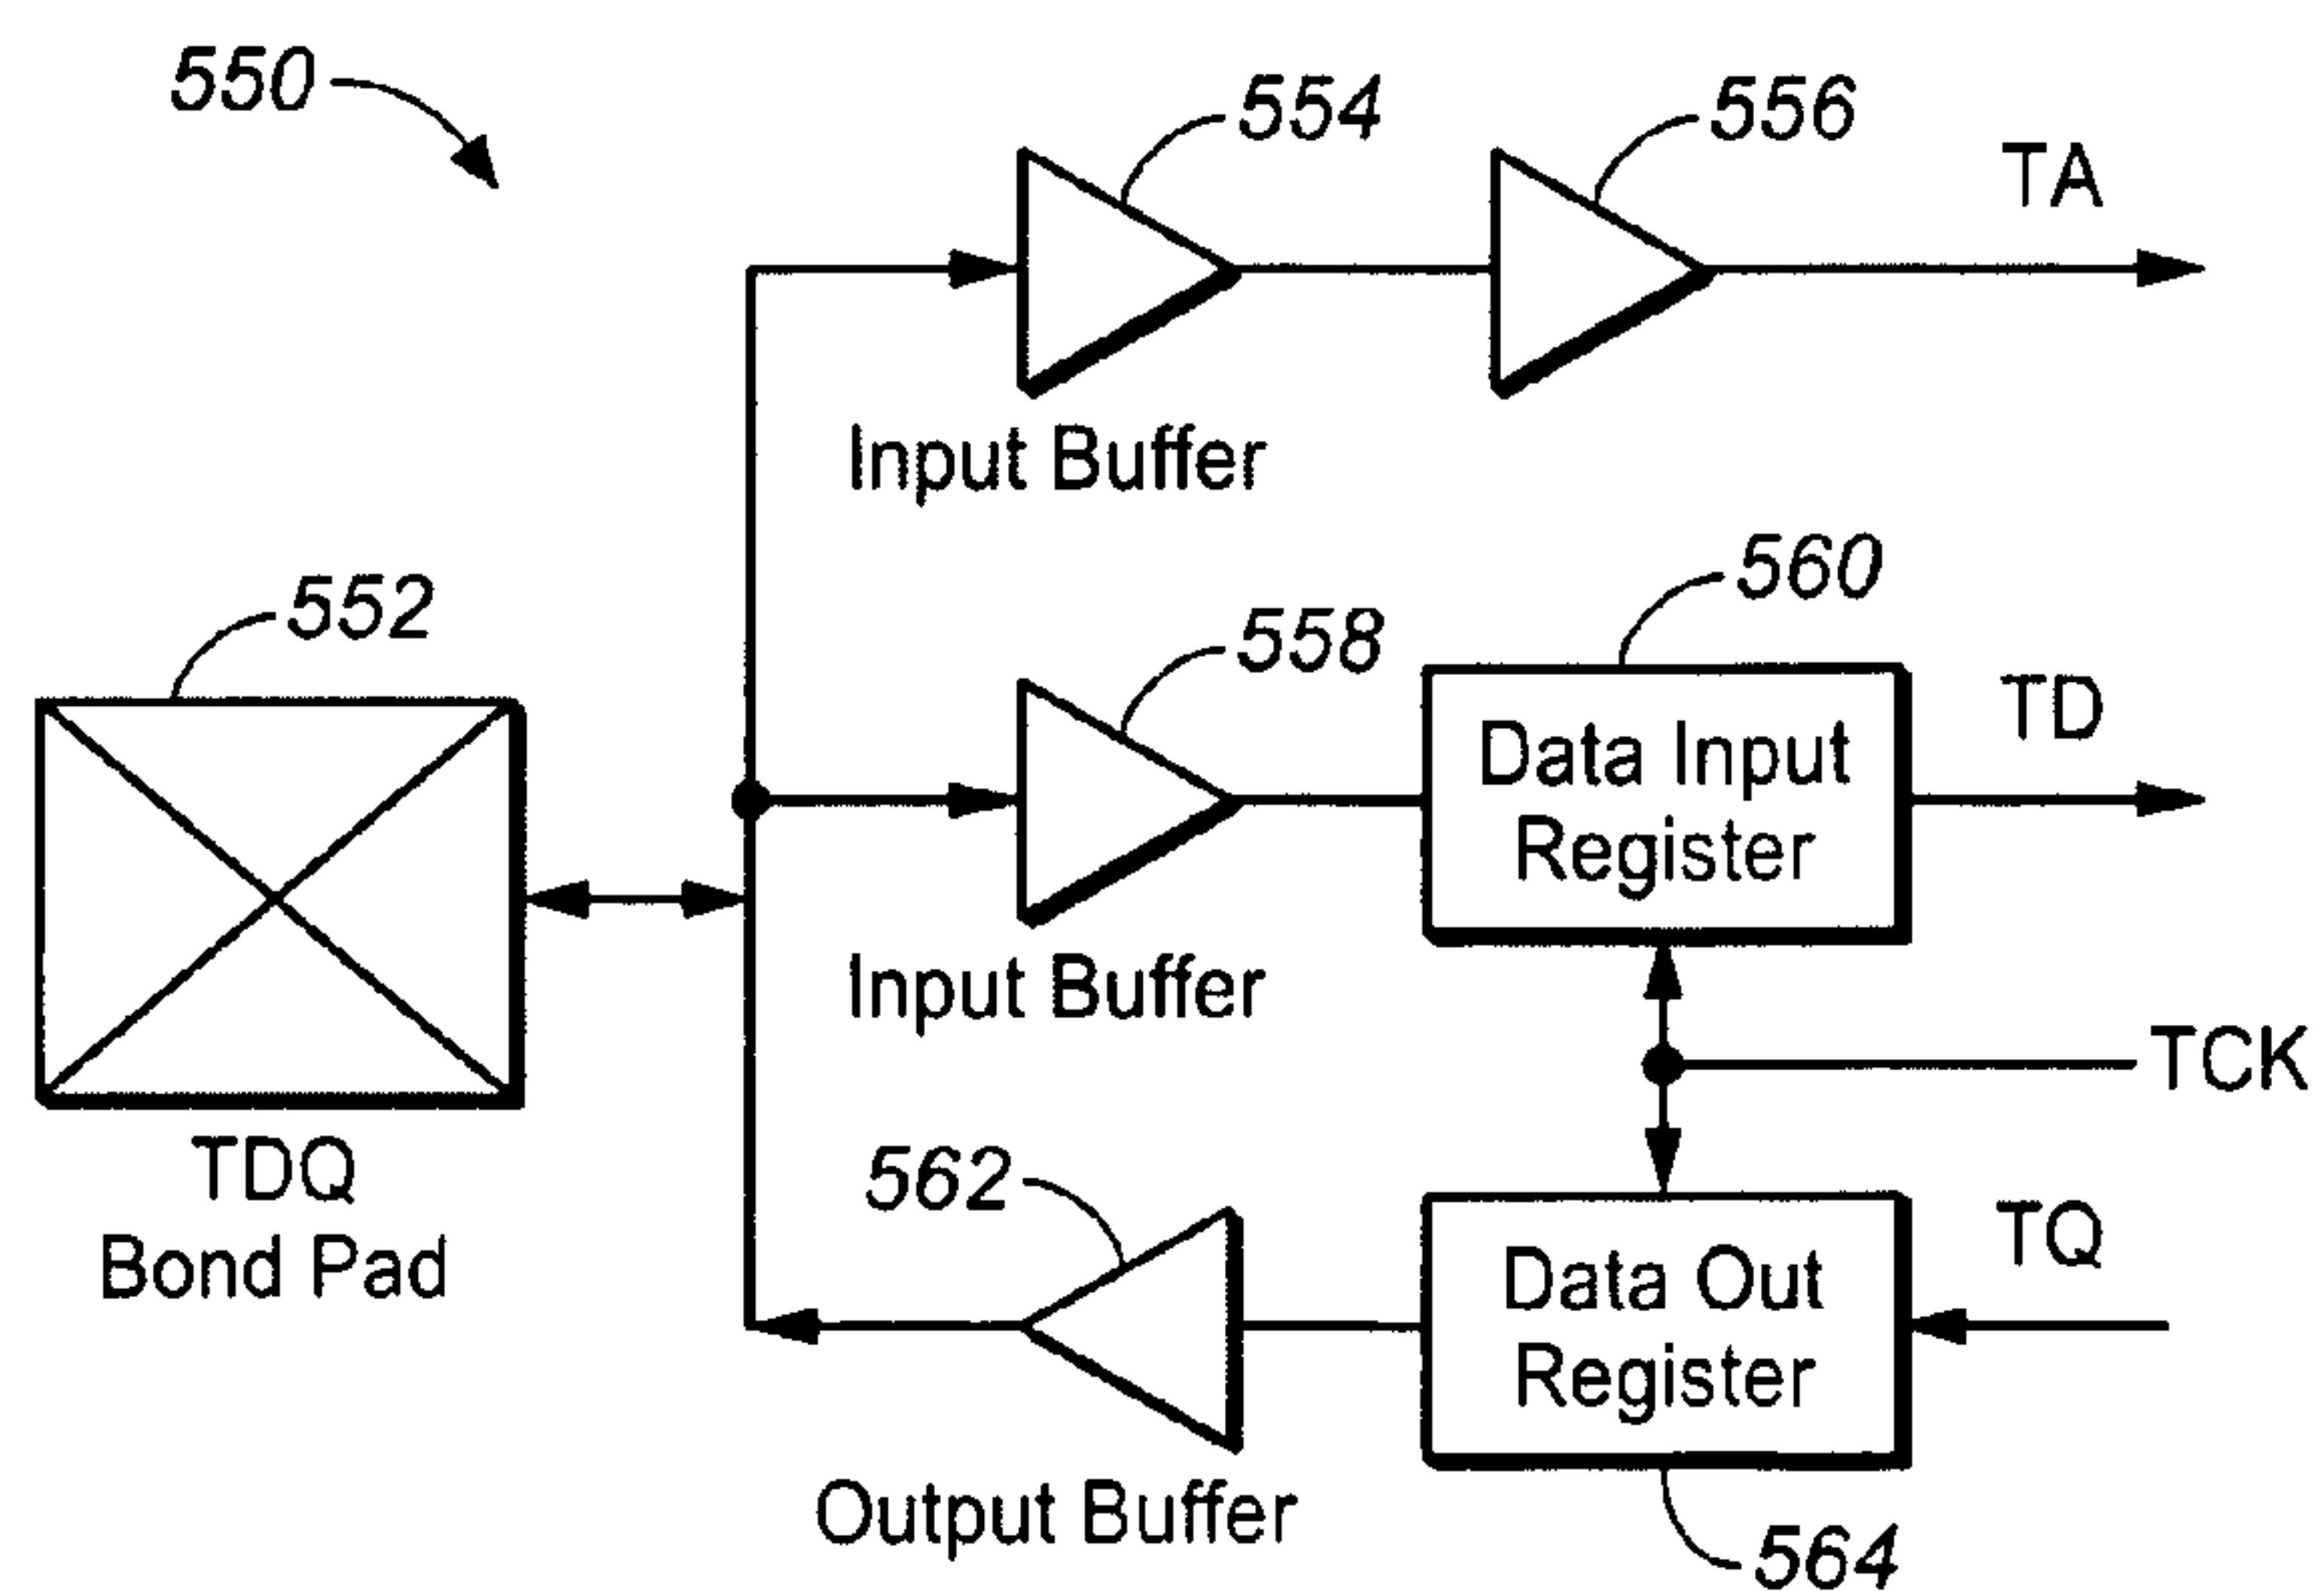 550
554
556
TA
Input Buffer
552
558
560
Data Input
Register
TD
Input Buffer
TCK
TDQ
Bond Pad
562
Data Out
Register
TQ
Output Buffer
564